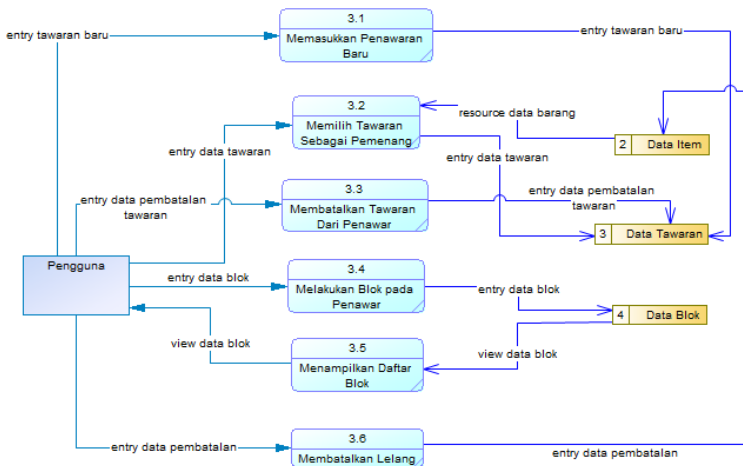 3.1
entry tawaran baru
Memasukkan Penawaran
Baru
entry tawaran baru
3.2
Memilih Tawaran
Sebagai Pemenang
resource data barang
2 Data Item
entry data tawaran
entry data tawaran
3.3
Membatalkan Tawaran
Dari Penawar
entry data pembatalan
tawaran
entry data pembatalan
tawaran
3 Data Tawaran
Pengguna
3.4
Melakukan Blok pada
Penawar
entry data blok
entry data blok
4 Data Blok
view data blok
3.5
Menampilkan Daftar
Blok
view data blok
3.6
Membatalkan Lelang
entry data pembatalan
entry data pembatalan